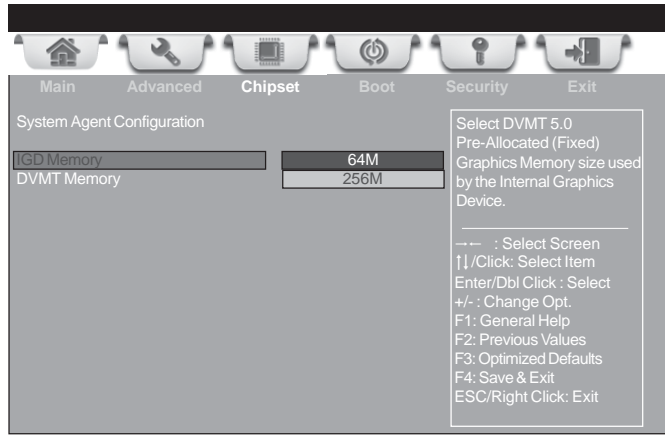 Main Advanced Chipset Boot Security Exit
System Agent Configuration
IGD Memory 64M
DVMT Memory 256M
Select DVMT 5.0
Pre-Allocated (Fixed)
Graphics Memory size used
by the Internal Graphics
Device.
→← : Select Screen
↑↓/Click: Select Item
Enter/Dbl Click : Select
+/- : Change Opt.
F1: General Help
F2: Previous Values
F3: Optimized Defaults
F4: Save & Exit
ESC/Right Click: Exit